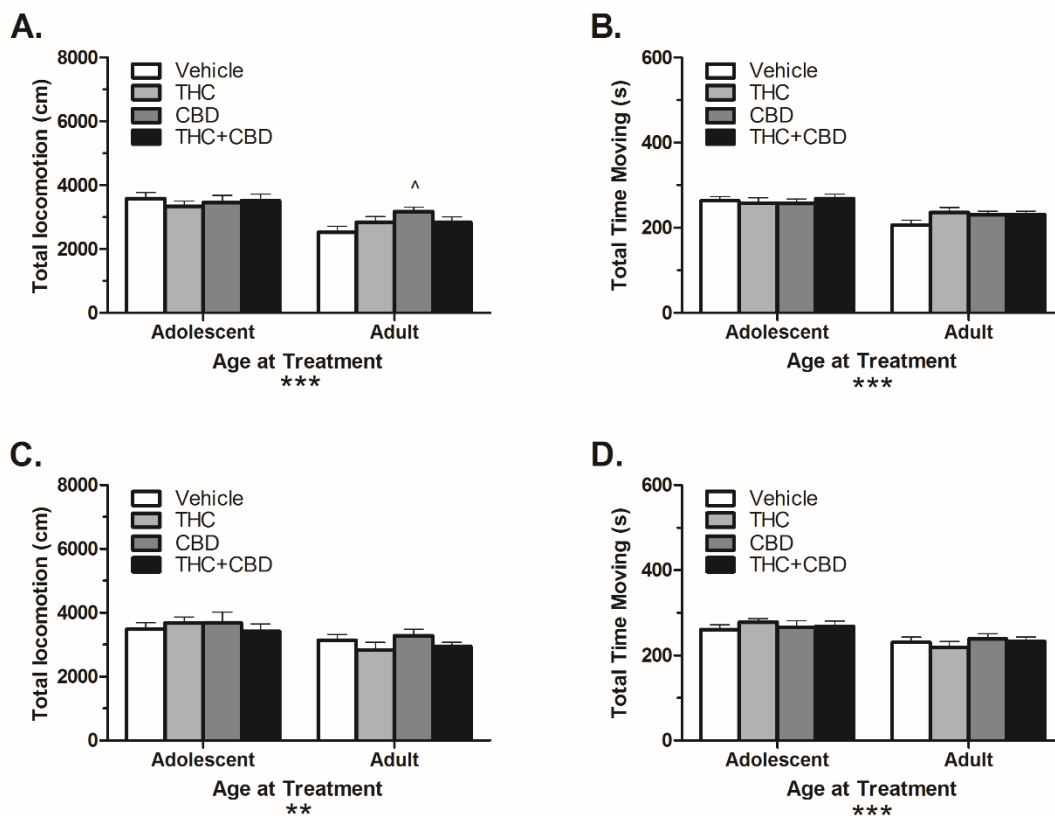 A.
Total locomotion (cm)
8000
6000
4000
2000
0
Vehicle
THC
CBD
THC+CBD
^
Adolescent Adult
Age at Treatment
***
B.
Total Time Moving (s)
600
400
200
0
Vehicle
THC
CBD
THC+CBD
Adolescent Adult
Age at Treatment
***
C.
Total locomotion (cm)
8000
6000
4000
2000
0
Vehicle
THC
CBD
THC+CBD
Adolescent Adult
Age at Treatment
**
D.
Total Time Moving (s)
600
400
200
0
Vehicle
THC
CBD
THC+CBD
Adolescent Adult
Age at Treatment
***